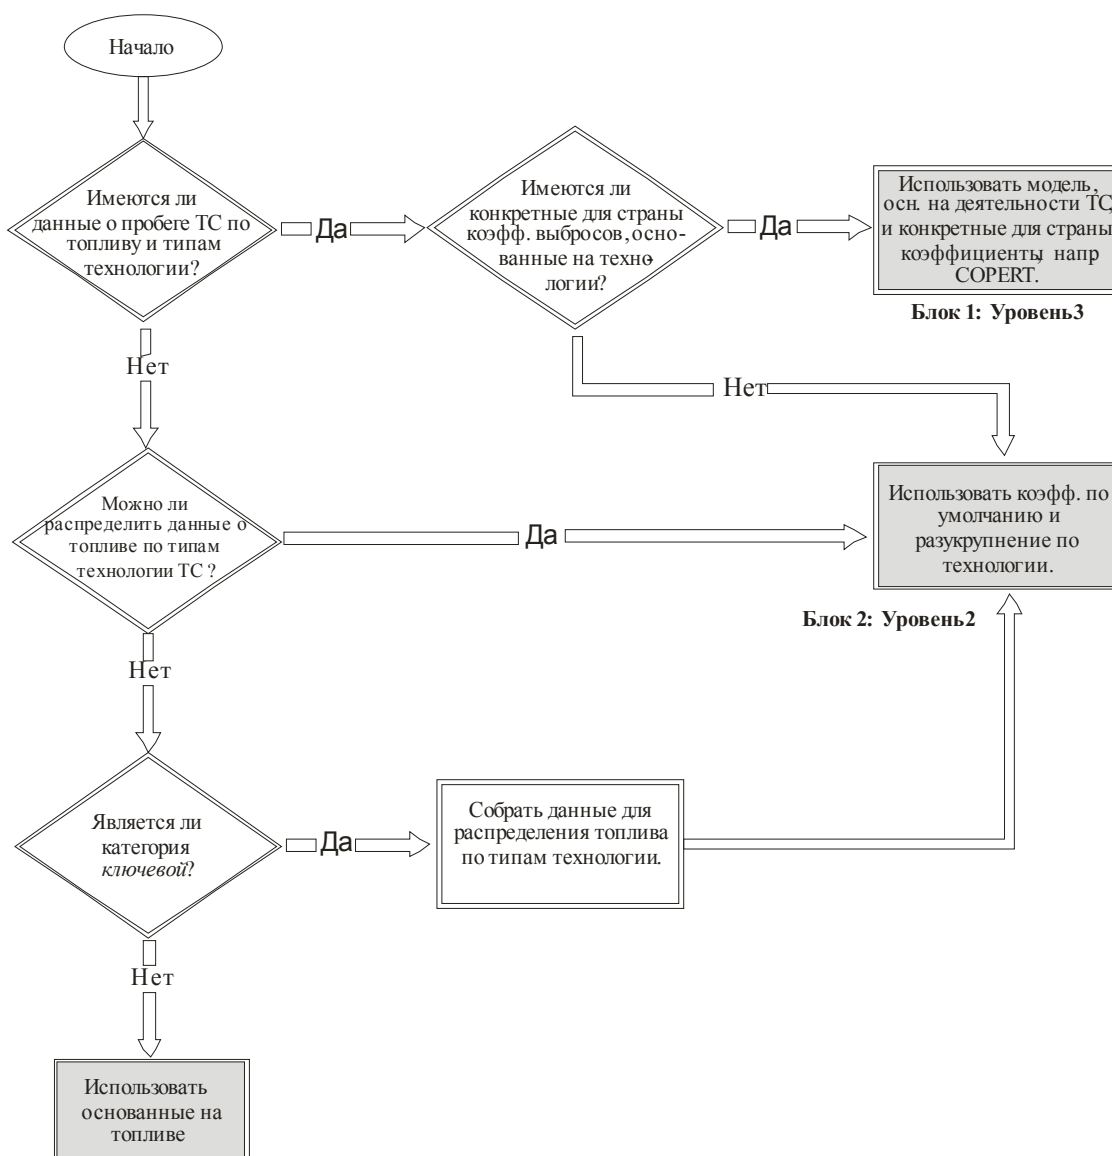 Начало
Имеются ли
данные о пробеге ТС по
топливу и типам
технологии?
Да
Имеются ли
конкретные для страны
коэфф. выбросов, осно-
ванные на техно-
логии?
Да
Использовать модель,
осн. на деятельности ТС,
и конкретные для страны
коэффициенты, напр.
COPERT.
Блок 1: Уровень3
Нет
Нет
Можно ли
распределить данные о
топливе по типам
технологии ТС ?
Да
Использовать коэфф. по
умолчанию и
разукрупнение по
технологии.
Блок 2: Уровень2
Нет
Является ли
категория
ключевой?
Да
Собрать данные для
распределения топлива
по типам технологии.
Нет
Использовать
основанные на
топливе